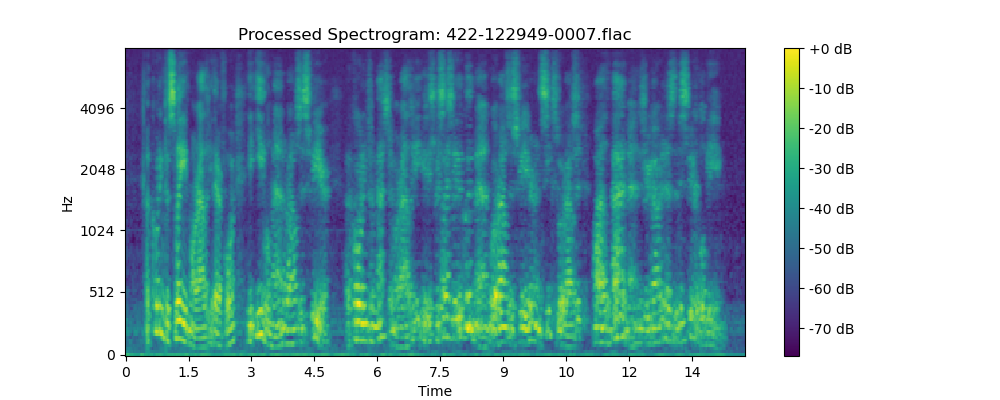 Processed Spectrogram: 422-122949-0007.flac
Hz
4096
2048
1024
512
0
0 1.5 3 4.5 6 7.5 9 10 12 14
Time
+0 dB
-10 dB
-20 dB
-30 dB
-40 dB
-50 dB
-60 dB
-70 dB